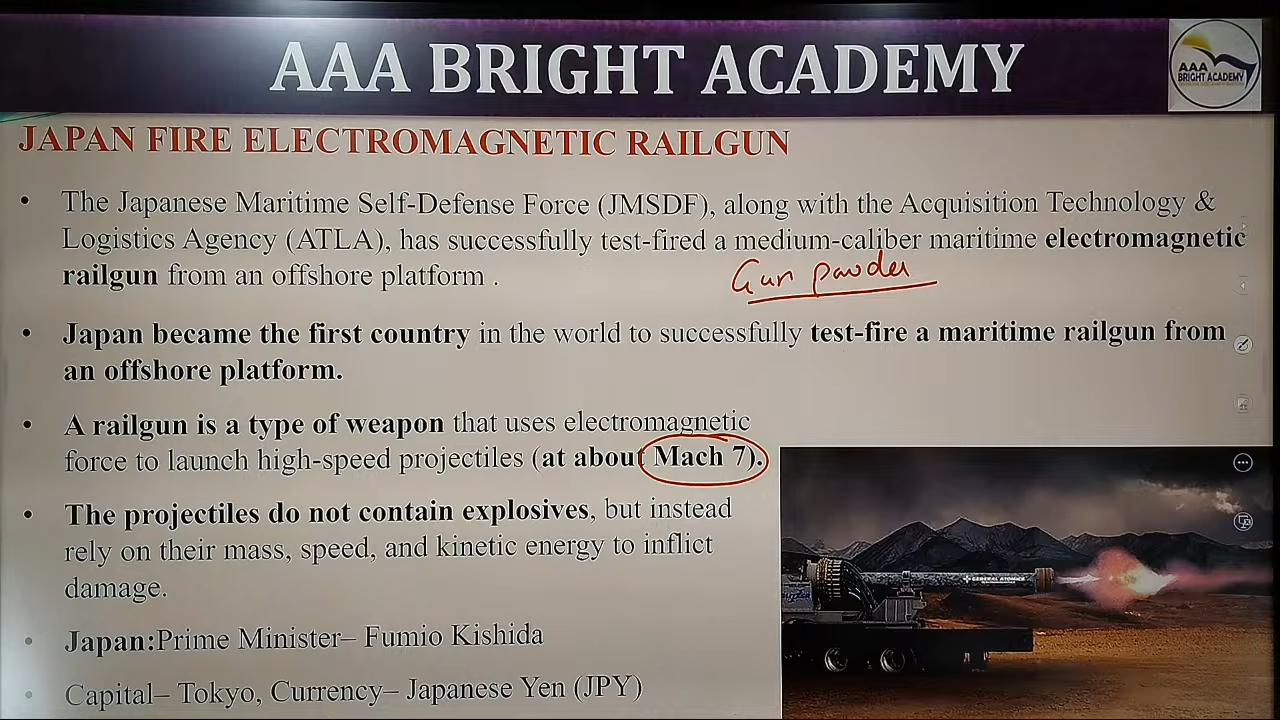 AAA BRIGHT ACADEMY
AAA
BRIGHT ACADEMY
JAPAN FIRE ELECTROMAGNETIC RAILGUN
• The Japanese Maritime Self-Defense Force (JMSDF), along with the Acquisition Technology &
Logistics Agency (ATLA), has successfully test-fired a medium-caliber maritime electromagnetic
railgun from an offshore platform .
Gun powder
• Japan became the first country in the world to successfully test-fire a maritime railgun from
an offshore platform.
• A railgun is a type of weapon that uses electromagnetic
force to launch high-speed projectiles (at about Mach 7).
• The projectiles do not contain explosives, but instead
rely on their mass, speed, and kinetic energy to inflict
damage.
• Japan:Prime Minister– Fumio Kishida
• Capital– Tokyo, Currency– Japanese Yen (JPY)
GENERAL ATOMICS